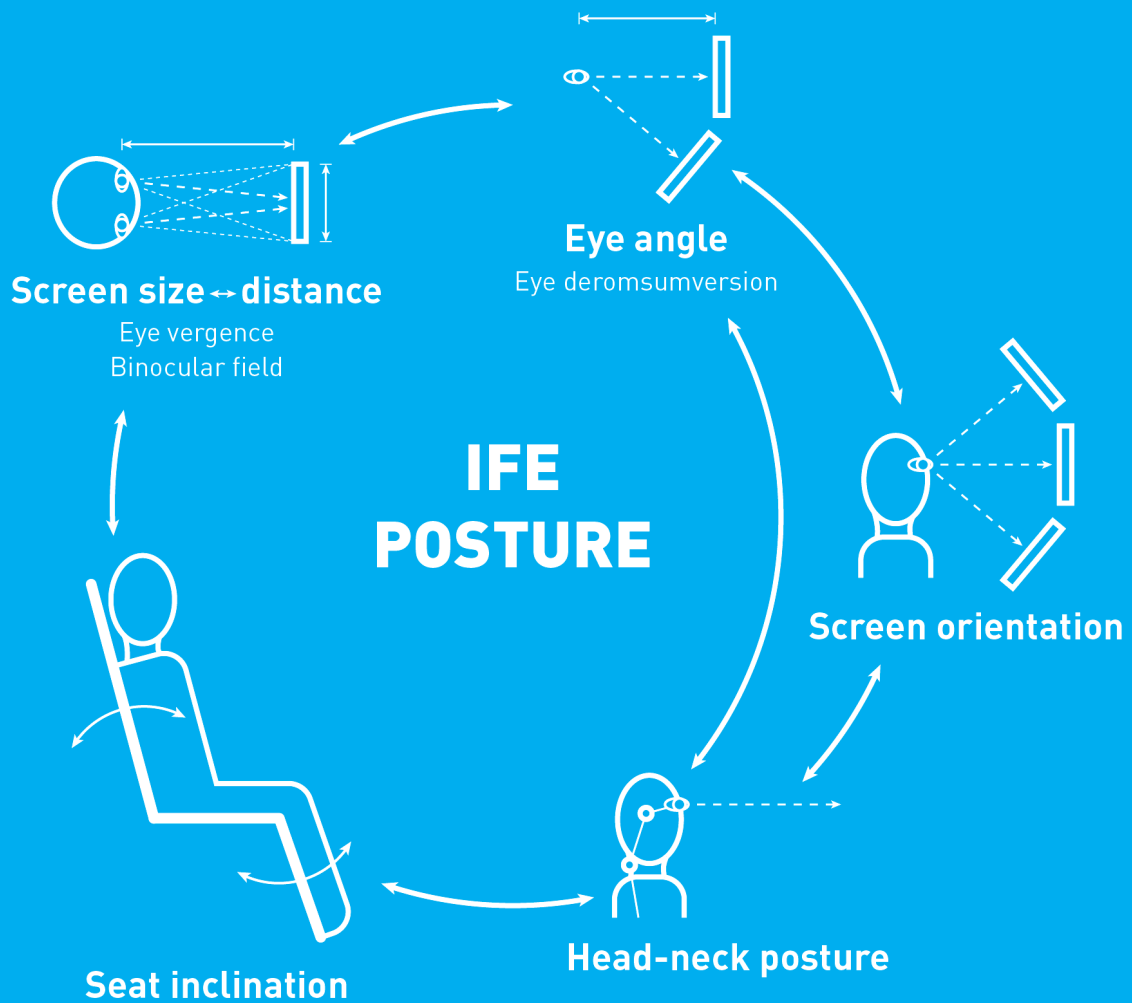 Eye angle
Eye deromsumversion
Screen size ↔ distance
Eye vergence
Binocular field
IFE
POSTURE
Screen orientation
Head-neck posture
Seat inclination